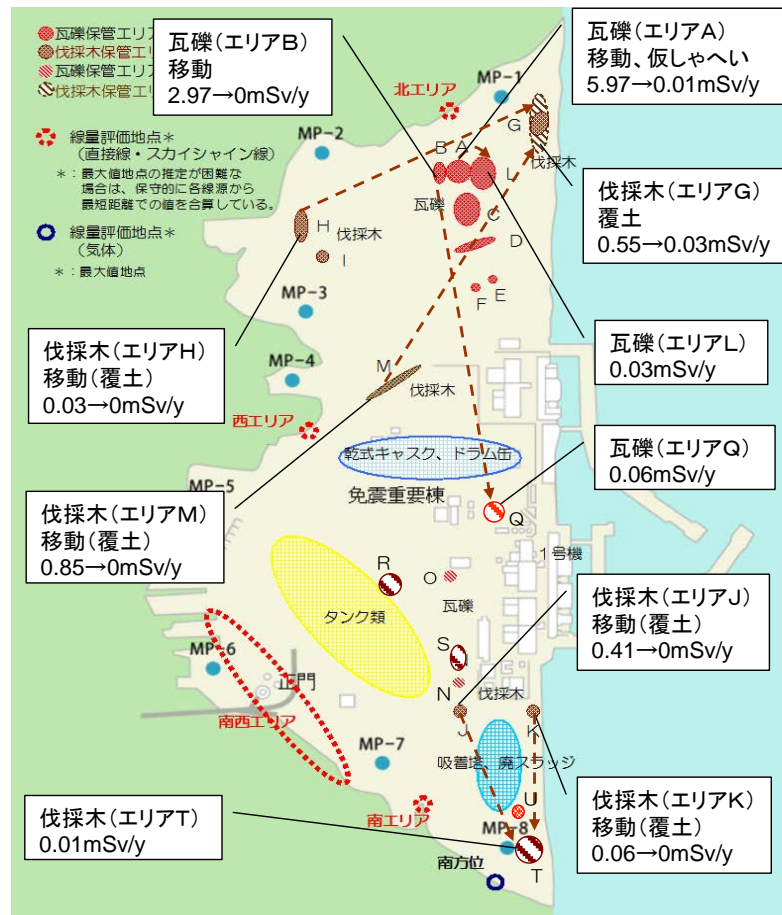 瓦礫保管エリア
伐採木保管エリア
瓦礫保管エリア
伐採木保管エリ
線量評価地点*
(直接線・スカイシャイン線)
*:最大値地点の推定が困難な
場合は、保守的に各線源から
最短距離での値を合算している。
線量評価地点*
(気体)
*:最大値地点
瓦礫(エリアB)
移動
2.97→0mSv/y
瓦礫(エリアA)
移動、仮しゃへい
5.97→0.01mSv/y
伐採木(エリアG)
覆土
0.55→0.03mSv/y
瓦礫(エリアL)
0.03mSv/y
瓦礫(エリアQ)
0.06mSv/y
伐採木(エリアH)
移動(覆土)
0.03→0mSv/y
伐採木(エリアM)
移動(覆土)
0.85→0mSv/y
伐採木(エリアJ)
移動(覆土)
0.41→0mSv/y
伐採木(エリアK)
移動(覆土)
0.06→0mSv/y
伐採木(エリアT)
0.01mSv/y
MP-1
北エリア
MP-2
G
伐採木
B
A
L
瓦礫
C
D
H
伐採木
I
E
F
MP-3
MP-4
M
伐採木
西エリア
乾式キャスク、ドラム缶
MP-5
免震重要棟
Q
1号機
R
O
瓦礫
タンク類
S
MP-6
正門
N
伐採木
南西エリア
J
K
MP-7
吸着塔、廃スラッジ
U
南エリア
MP-8
南方位
T